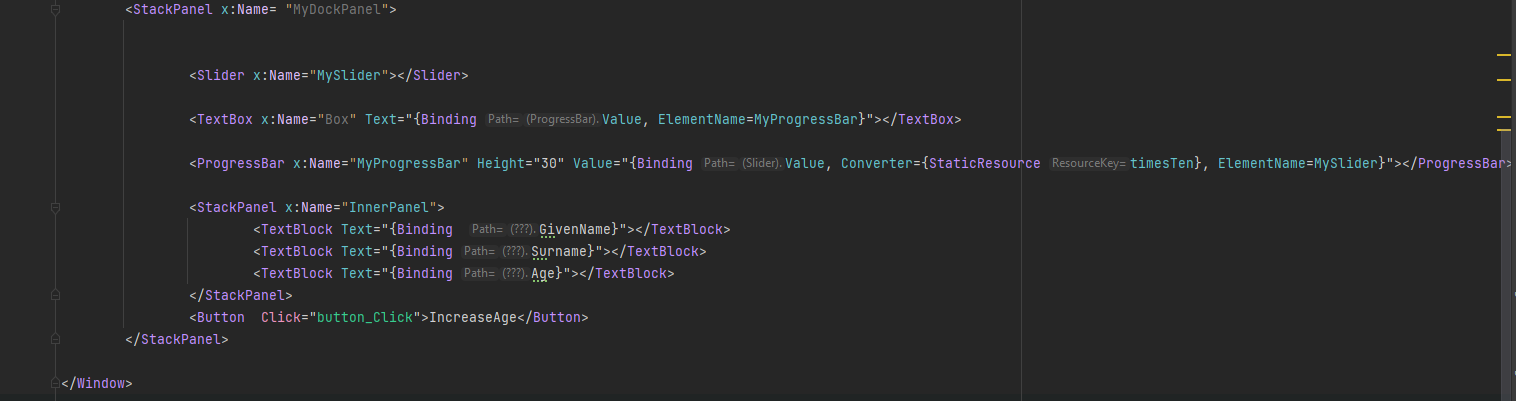 <StackPanel x:Name= "MyDockPanel">
<Slider x:Name="MySlider"></Slider>
<TextBox x:Name="Box" Text="{Binding Path= (ProgressBar).Value, ElementName=MyProgressBar}"></TextBox>
<ProgressBar x:Name="MyProgressBar" Height="30" Value="{Binding Path= (Slider).Value, Converter={StaticResource ResourceKey=timesTen}, ElementName=MySlider}"></ProgressBar>
<StackPanel x:Name="InnerPanel">
<TextBlock Text="{Binding  Path= (???).GivenName}"></TextBlock>
<TextBlock Text="{Binding Path= (???).Surname}"></TextBlock>
<TextBlock Text="{Binding Path= (???).Age}"></TextBlock>
</StackPanel>
<Button  Click="button_Click">IncreaseAge</Button>
</StackPanel>
</Window>